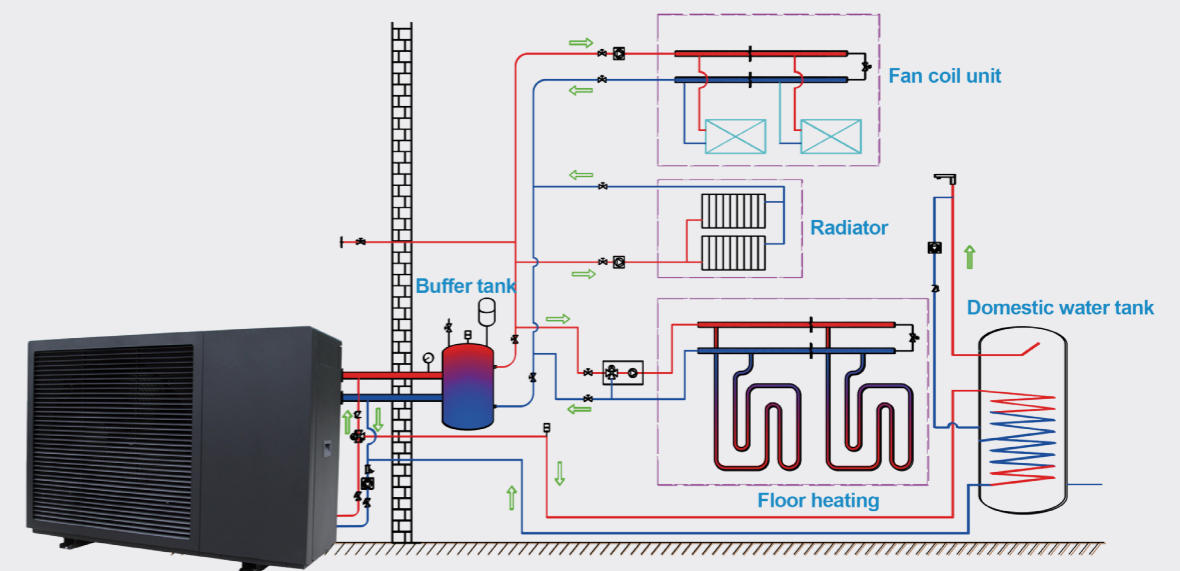 Fan coil unit
Radiator
Buffer tank
Domestic water tank
Floor heating